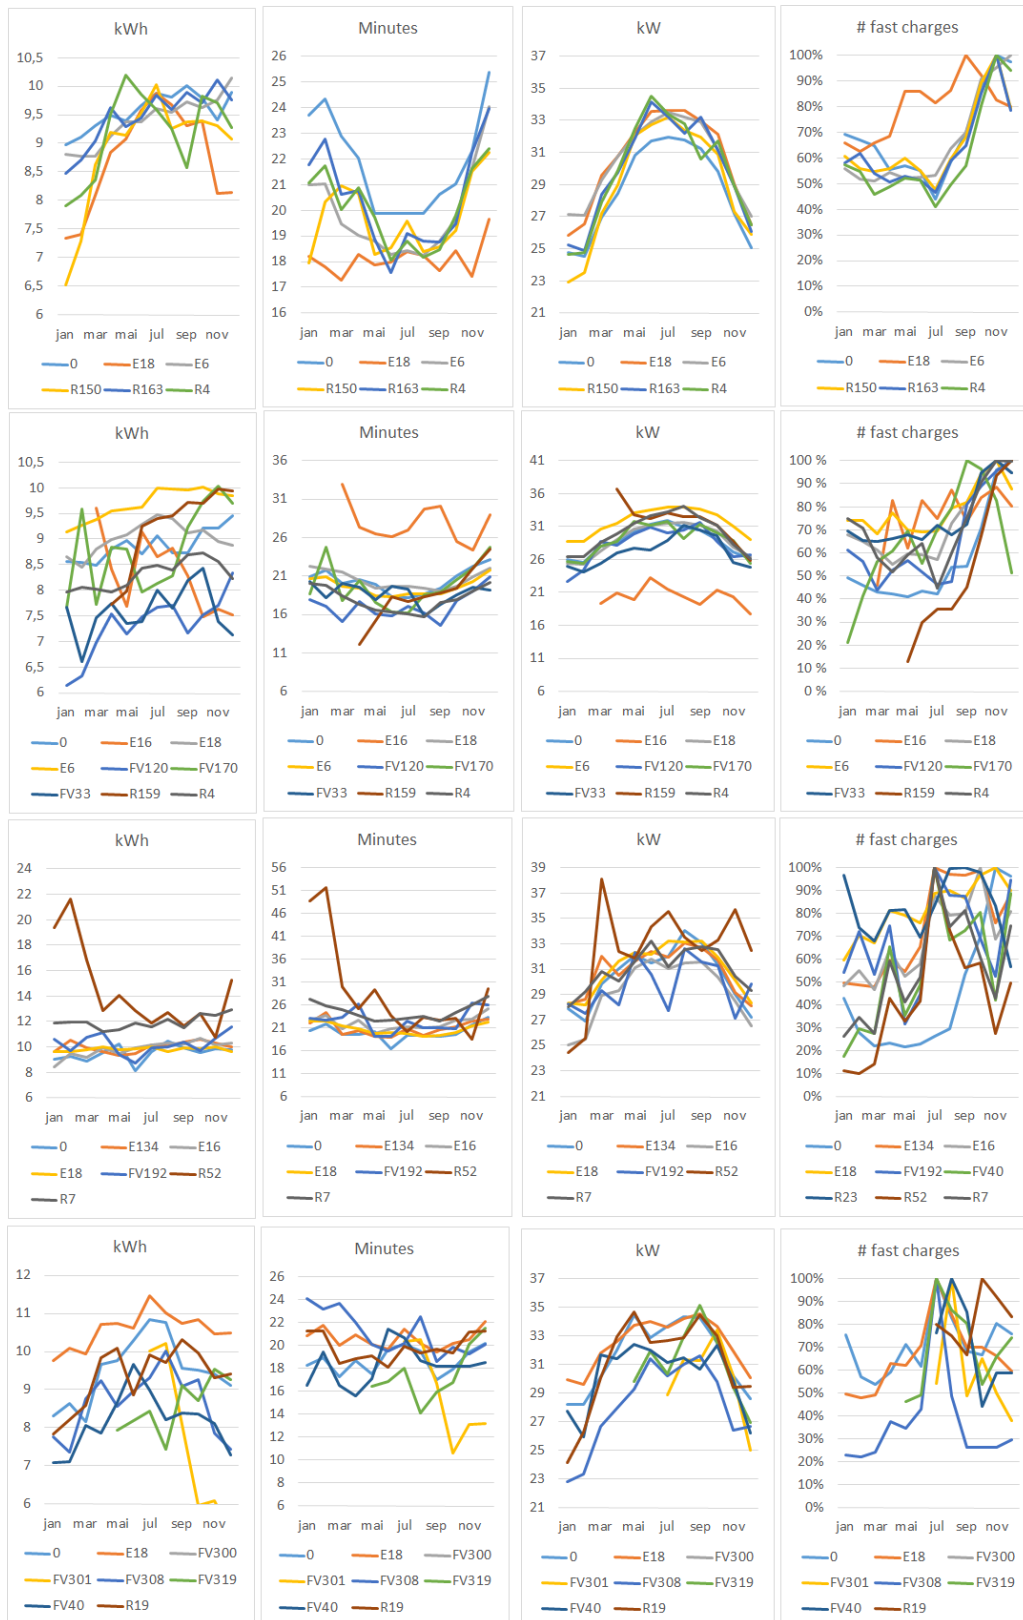 kWh
10,5
10
9,5
9
8,5
8
7,5
7
6,5
6
jan mar mai jul sep nov
0 E18 E6
R150 R163 R4
Minutes
26
25
24
23
22
21
20
19
18
17
16
jan mar mai jul sep nov
0 E18 E6
R150 R163 R4
kW
37
35
33
31
29
27
25
23
21
jan mar mai jul sep nov
0 E18 E6
R150 R163 R4
# fast charges
100%
90%
80%
70%
60%
50%
40%
30%
20%
10%
0%
jan mar mai jul sep nov
0 E18 E6
R150 R163 R4
kWh
10,5
10
9,5
9
8,5
8
7,5
7
6,5
6
jan mar mai jul sep nov
0 E16 E18
E6 FV120 FV170
FV33 R159 R4
Minutes
36
31
26
21
16
11
6
jan mar mai jul sep nov
0 E16 E18
E6 FV120 FV170
FV33 R159 R4
kW
41
36
31
26
21
16
11
6
jan mar mai jul sep nov
0 E16 E18
E6 FV120 FV170
FV33 R159 R4
# fast charges
100 %
90 %
80 %
70 %
60 %
50 %
40 %
30 %
20 %
10 %
0 %
jan mar mai jul sep nov
0 E16 E18
E6 FV120 FV170
FV33 R159 R4
kWh
24
22
20
18
16
14
12
10
8
6
jan mar mai jul sep nov
0 E134 E16
E18 FV192 R52
R7
Minutes
56
51
46
41
36
31
26
21
16
11
6
jan mar mai jul sep nov
0 E134 E16
E18 FV192 R52
R7
kW
39
37
35
33
31
29
27
25
23
21
jan mar mai jul sep nov
0 E134 E16
E18 FV192 R52
R7
# fast charges
100%
90%
80%
70%
60%
50%
40%
30%
20%
10%
0%
jan mar mai jul sep nov
0 E134 E16
E18 FV192 FV40
R23 R52 R7
kWh
12
11
10
9
8
7
6
jan mar mai jul sep nov
0 E18 FV300
FV301 FV308 FV319
FV40 R19
Minutes
26
24
22
20
18
16
14
12
10
8
6
jan mar mai jul sep nov
0 E18 FV300
FV301 FV308 FV319
FV40 R19
kW
37
35
33
31
29
27
25
23
21
jan mar mai jul sep nov
0 E18 FV300
FV301 FV308 FV319
FV40 R19
# fast charges
100%
90%
80%
70%
60%
50%
40%
30%
20%
10%
0%
jan mar mai jul sep nov
0 E18 FV300
FV301 FV308 FV319
FV40 R19